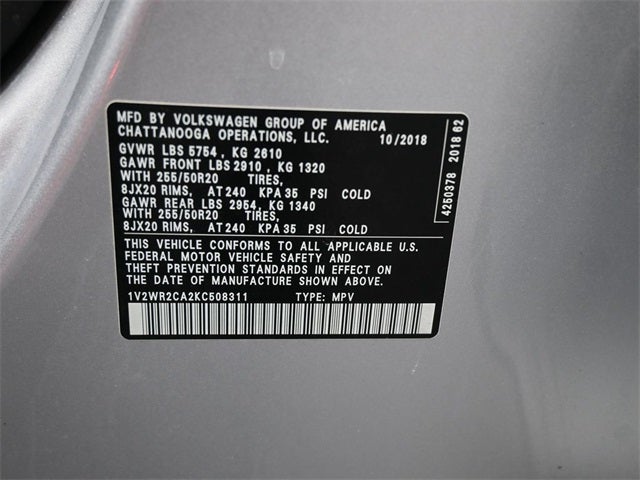 MFD BY VOLKSWAGEN GROUP OF AMERICA
CHATTANOOGA OPERATIONS, LLC. 10/2018
GVWR LBS 5754 , KG 2610
GAWR FRONT LBS 2910 , KG 1320
WITH 255/50R20 TIRES,
8JX20 RIMS, AT 240 KPA 35 PSI COLD
GAWR REAR LBS 2954, KG 1340
WITH 255/50R20 TIRES,
8JX20 RIMS, AT 240 KPA 35 PSI COLD
THIS VEHICLE CONFORMS TO ALL APPLICABLE U.S.
FEDERAL MOTOR VEHICLE SAFETY AND
THEFT PREVENTION STANDARDS IN EFFECT ON
THE DATE OF MANUFACTURE SHOWN ABOVE.
1V2WR2CA2KC508311 TYPE: MPV
4250378 2018 62